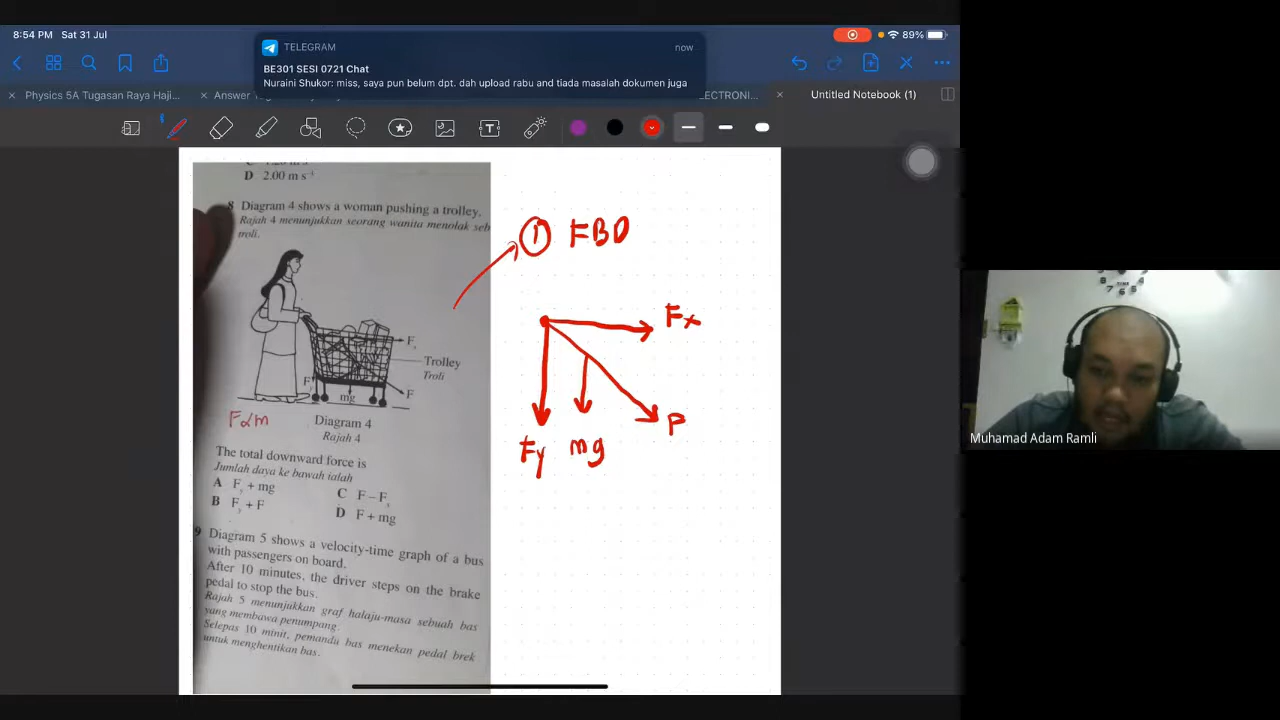 8:54 PM Sat 31 Jul
89%
TELEGRAM
now
BE301 SESI 0721 Chat
Nuraini Shukor: miss, saya pun belum dpt. dah upload rabu and tiada masalah dokumen juga
Physics 5A Tugasan Raya Haji...
ECTRONI...
Untitled Notebook (1)
D 2.00 m s⁻¹
8 Diagram 4 shows a woman pushing a trolley.
Rajah 4 menunjukkan seorang wanita menolak seb
troli.
Trolley
Troli
F
mg
F∝m
Diagram 4
Rajah 4
The total downward force is
Jumlah daya ke bawah ialah
A Fy + mg
B Fy + F
C F – Fx
D F + mg
9 Diagram 5 shows a velocity-time graph of a bus
with passengers on board.
After 10 minutes, the driver steps on the brake
pedal to stop the bus.
Rajah 5 menunjukkan graf halaju-masa sebuah bas
yang membawa penumpang.
Selepas 10 minit, pemandu bas menekan pedal brek
untuk menghentikan bas.
① FBD
Fx
F
Fy
mg
Muhamad Adam Ramli